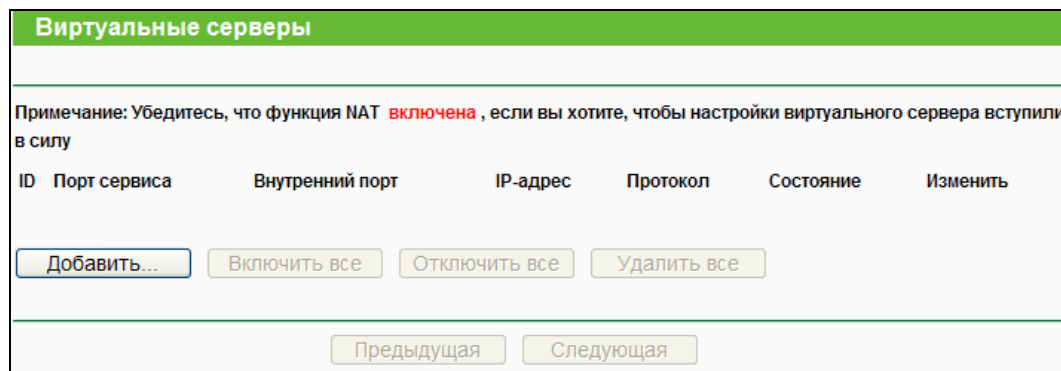 Виртуальные серверы
Примечание: Убедитесь, что функция NAT включена , если вы хотите, чтобы настройки виртуального сервера вступили
в силу
ID Порт сервиса Внутренний порт IP-адрес Протокол Состояние Изменить
Добавить... Включить все Отключить все Удалить все
Предыдущая Следующая